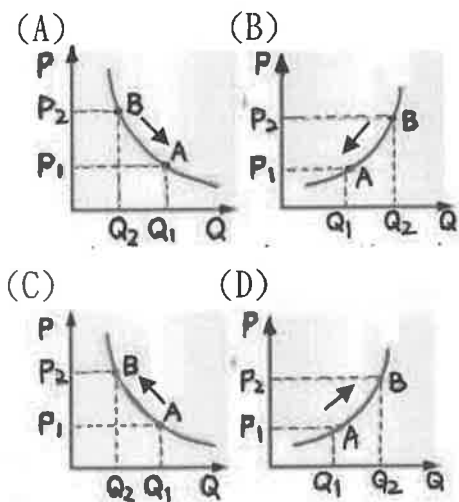 (A) (B)
P P
P₂ B P₂ B
P₁ A P₁ A
Q₂ Q₁ Q Q₁ Q₂ Q
(C) (D)
P P
P₂ B P₂ B
P₁ A P₁ A
Q₂ Q₁ Q Q₁ Q₂ Q